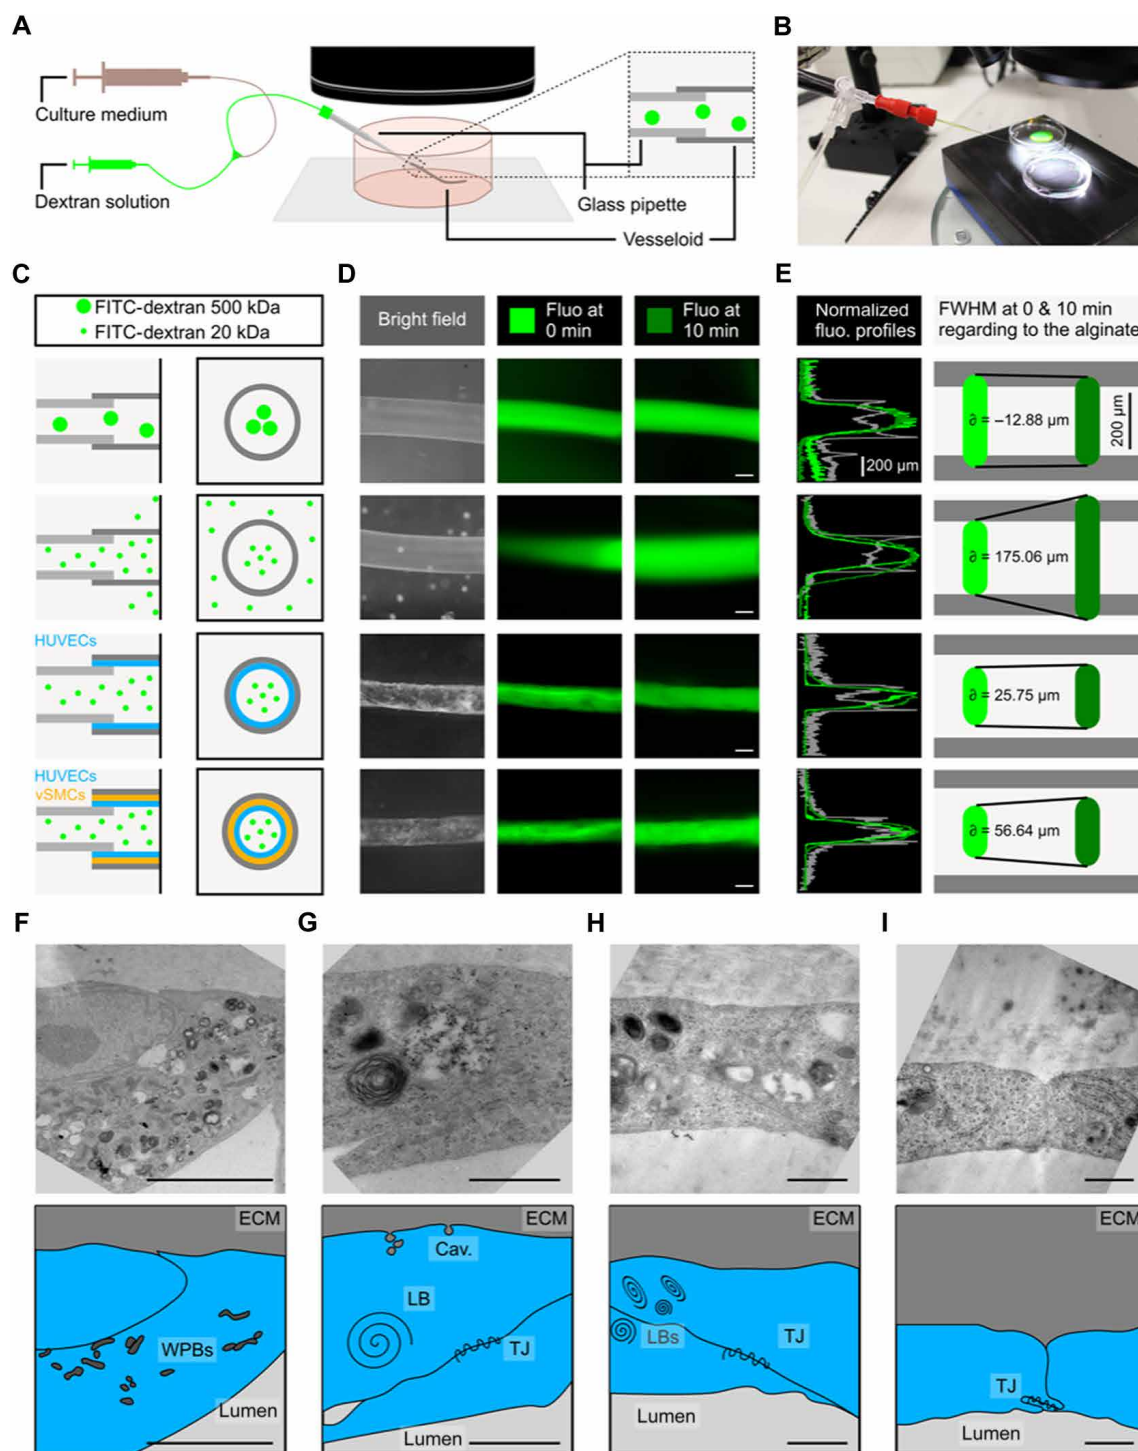 A
B
Culture medium
Dextran solution
Glass pipette
Vesseloid
C
D
E
FITC-dextran 500 kDa
FITC-dextran 20 kDa
Bright field
Fluo at
0 min
Fluo at
10 min
Normalized
fluo. profiles
FWHM at 0 & 10 min
regarding to the alginate
∂ = –12.88 µm
200 µm
200 µm
∂ = 175.06 µm
HUVECs
∂ = 25.75 µm
HUVECs
vSMCs
∂ = 56.64 µm
F
G
H
I
ECM
WPBs
Lumen
ECM
Cav.
LB
TJ
Lumen
ECM
LBs
TJ
Lumen
ECM
TJ
Lumen